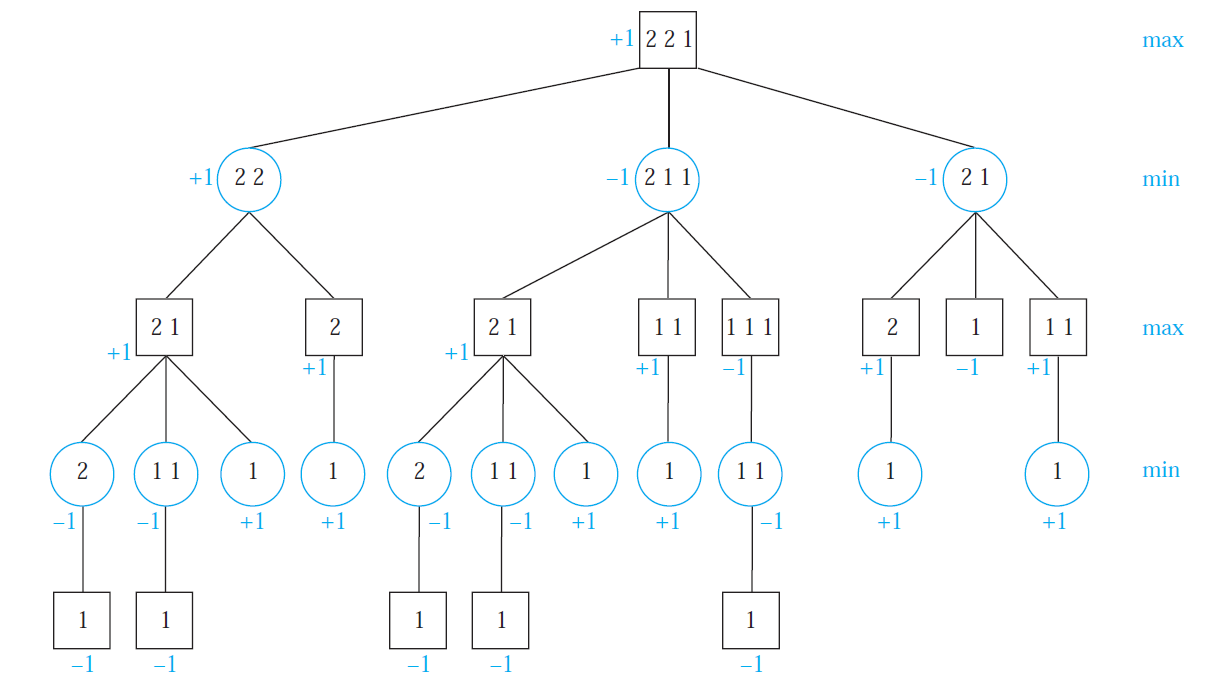 +1 2 2 1 max
+1 2 2 –1 2 1 1 –1 2 1 min
2 1 2 2 1 1 1 1 1 1 2 1 1 1 max
+1 +1 +1 +1 –1 +1 –1 +1
2 1 1 1 1 2 1 1 1 1 1 1 1 1 min
–1 –1 +1 +1 –1 –1 +1 +1 –1 +1 +1
1 1 1 1 1
–1 –1 –1 –1 –1